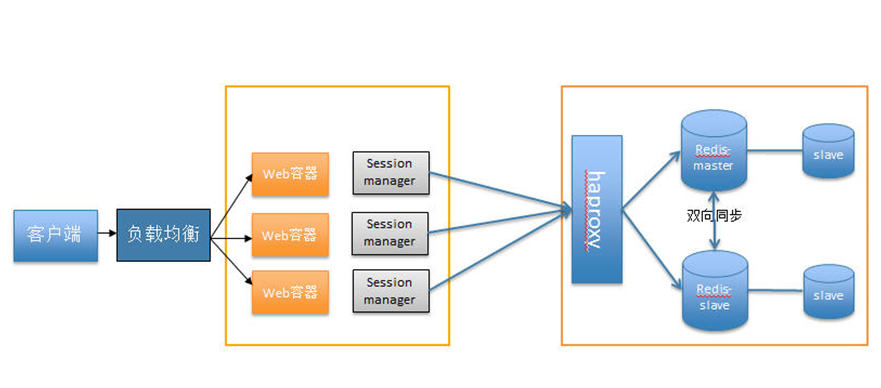 客户端
负载均衡
Web容器
Session
manager
Web容器
Session
manager
Web容器
Session
manager
haproxy
Redis-
master
slave
双向同步
Redis-
slave
slave